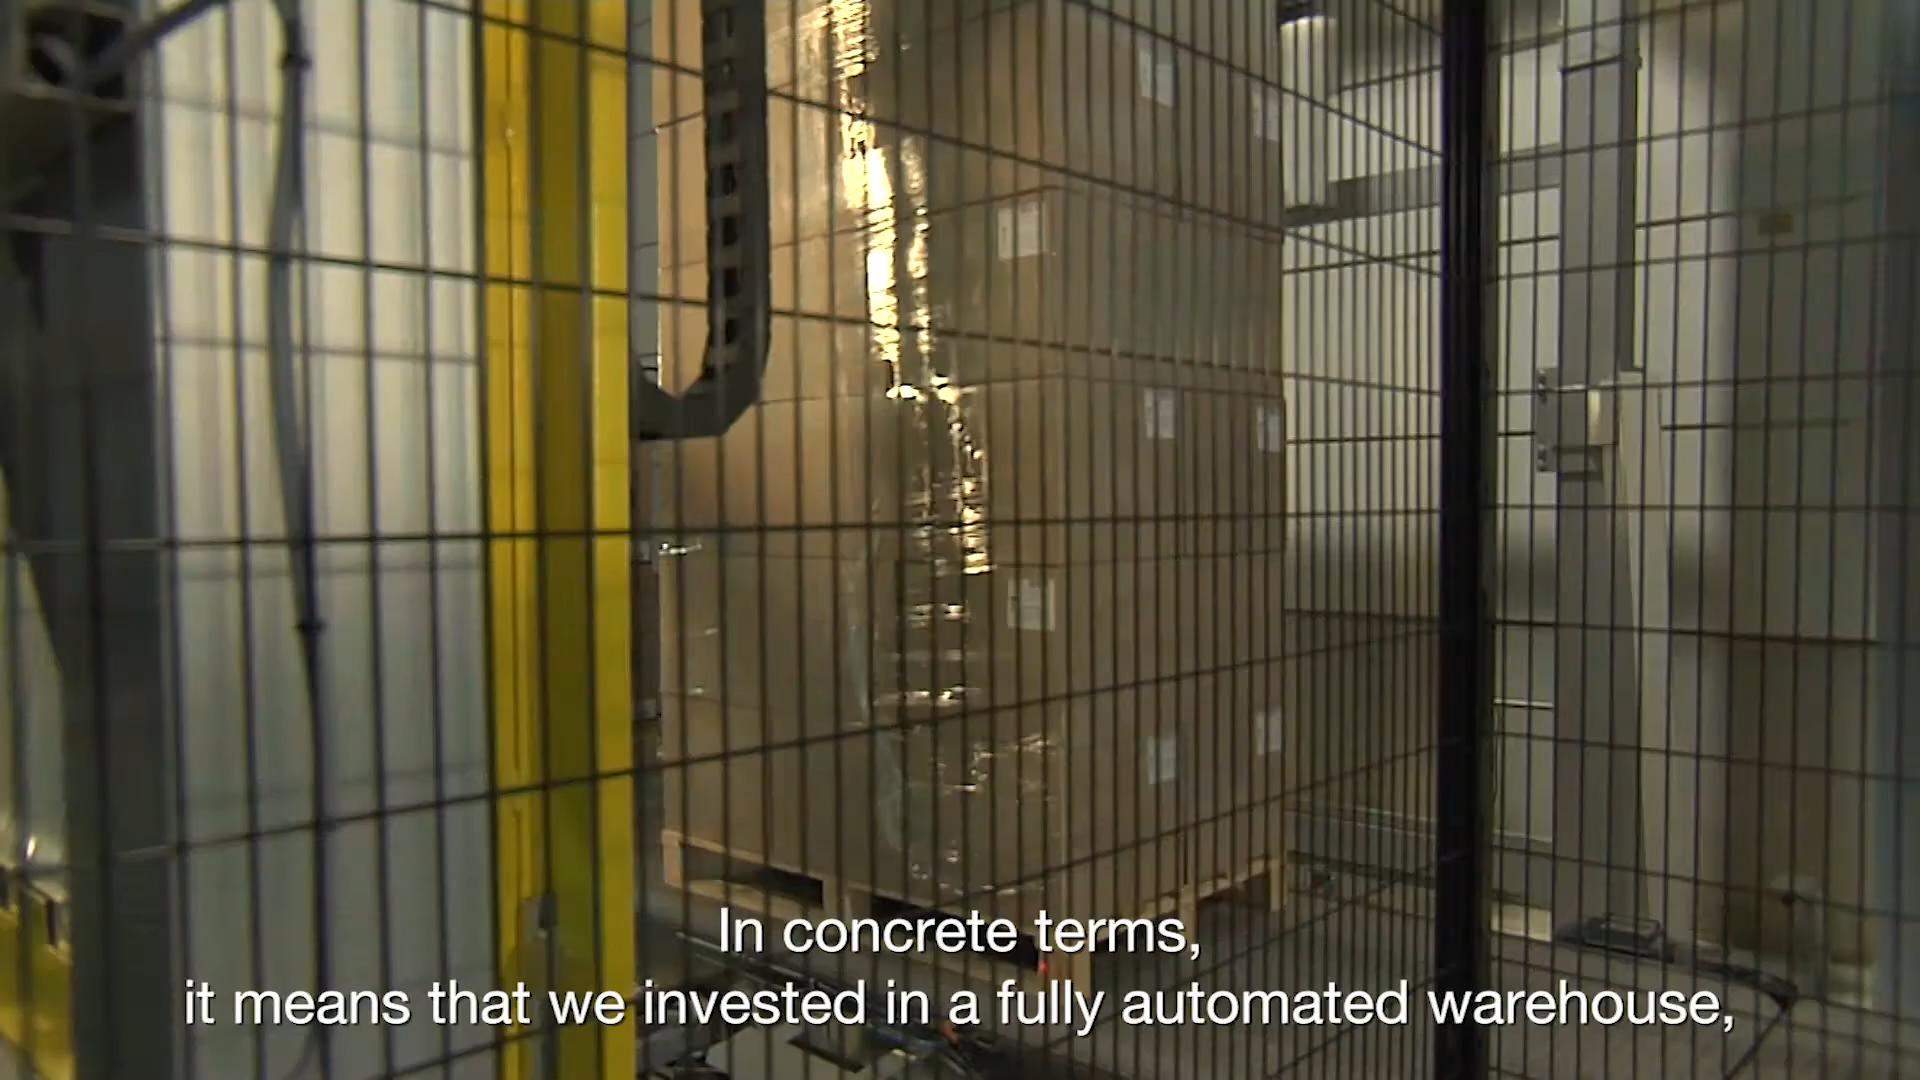 In concrete terms,
it means that we invested in a fully automated warehouse,